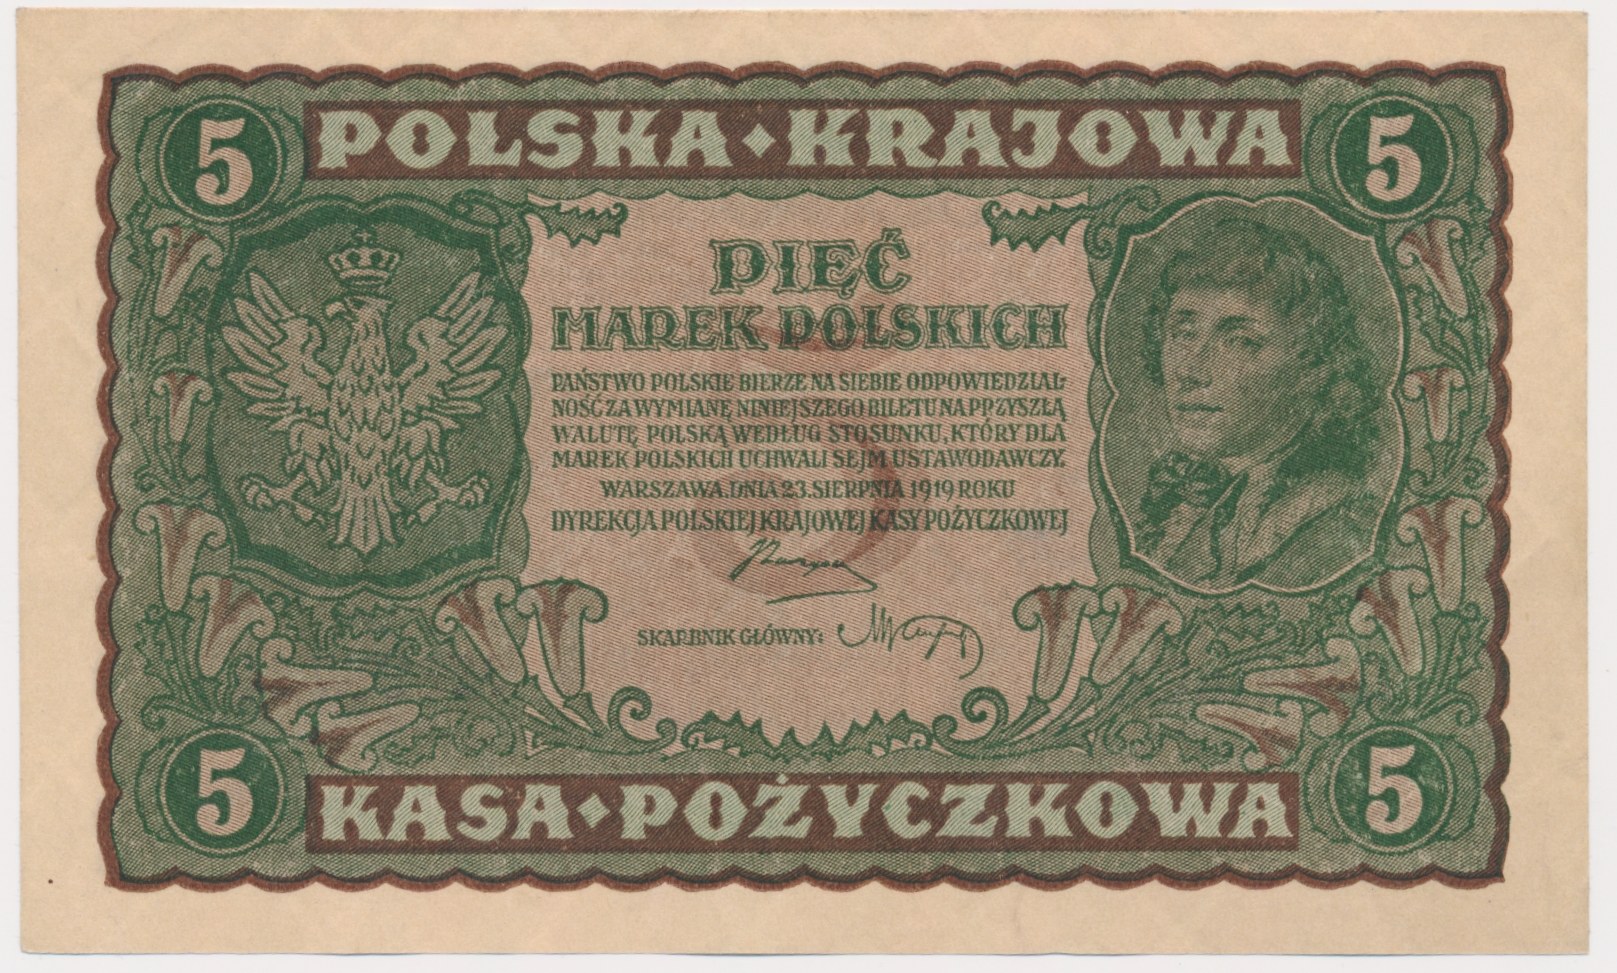 5 POLSKA • KRAJOWA 5
PIĘĆ
MAREK POLSKICH
PAŃSTWO POLSKIE BIERZE NA SIEBIE ODPOWIEDZIAL-
NOŚĆ ZA WYMIANĘ NINIEJSZEGO BILETU NA PRZYSZŁĄ
WALUTĘ POLSKĄ WEDŁUG STOSUNKU, KTÓRY DLA
MAREK POLSKICH UCHWALI SEJM USTAWODAWCZY.
WARSZAWA, DNIA 23. SIERPNIA 1919 ROKU
DYREKCJA POLSKIEJ KRAJOWEJ KASY POŻYCZKOWEJ
SKARBNIK GŁÓWNY:
5 KASA • POŻYCZKOWA 5